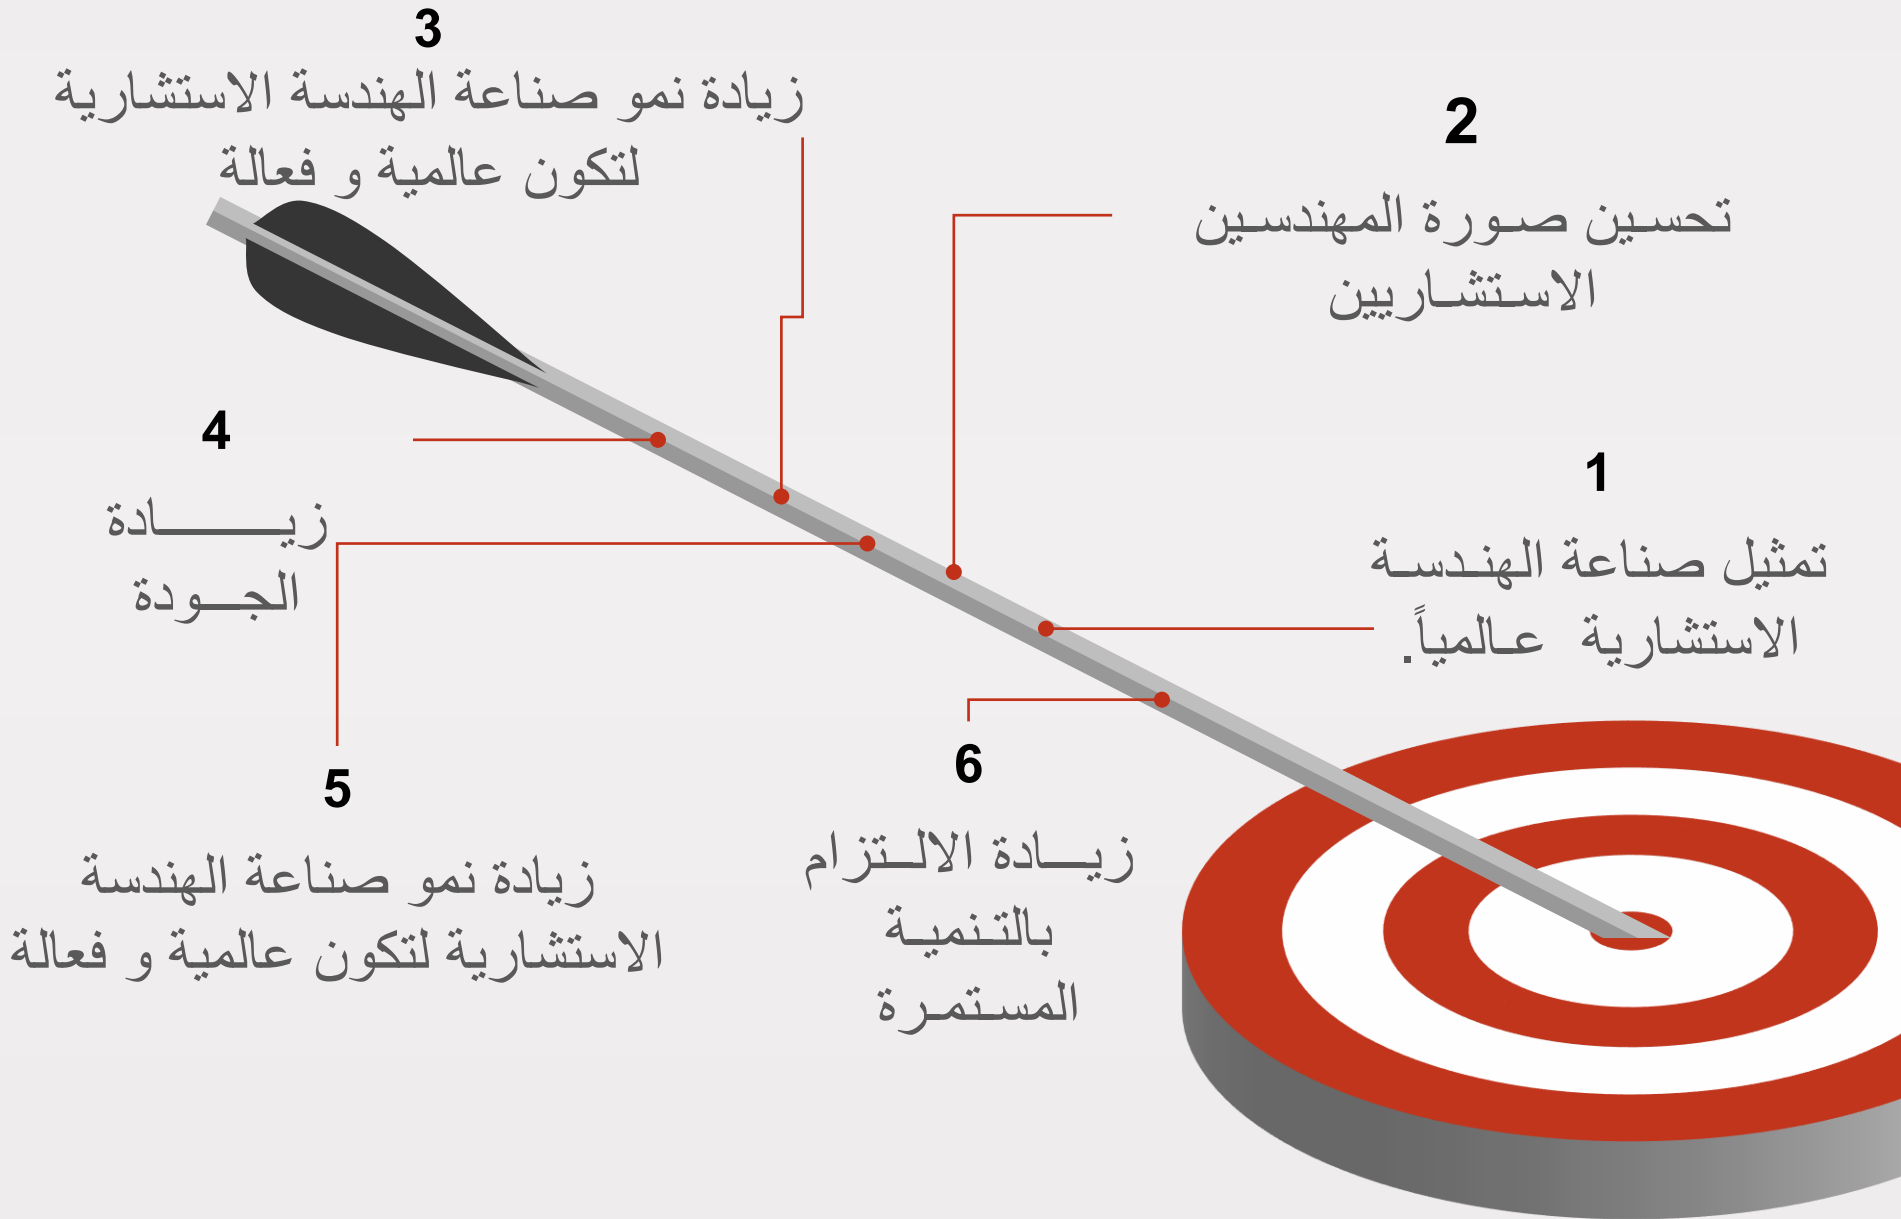 1
تمثيل صناعة الهندسة
الاستشارية عالمياً.
2
تحسين صورة المهندسين
الاستشاريين
3
زيادة نمو صناعة الهندسة الاستشارية
لتكون عالمية و فعالة
4
زيادة
الجودة
5
زيادة نمو صناعة الهندسة
الاستشارية لتكون عالمية و فعالة
6
زيادة الالتزام
بالتنمية
المستمرة